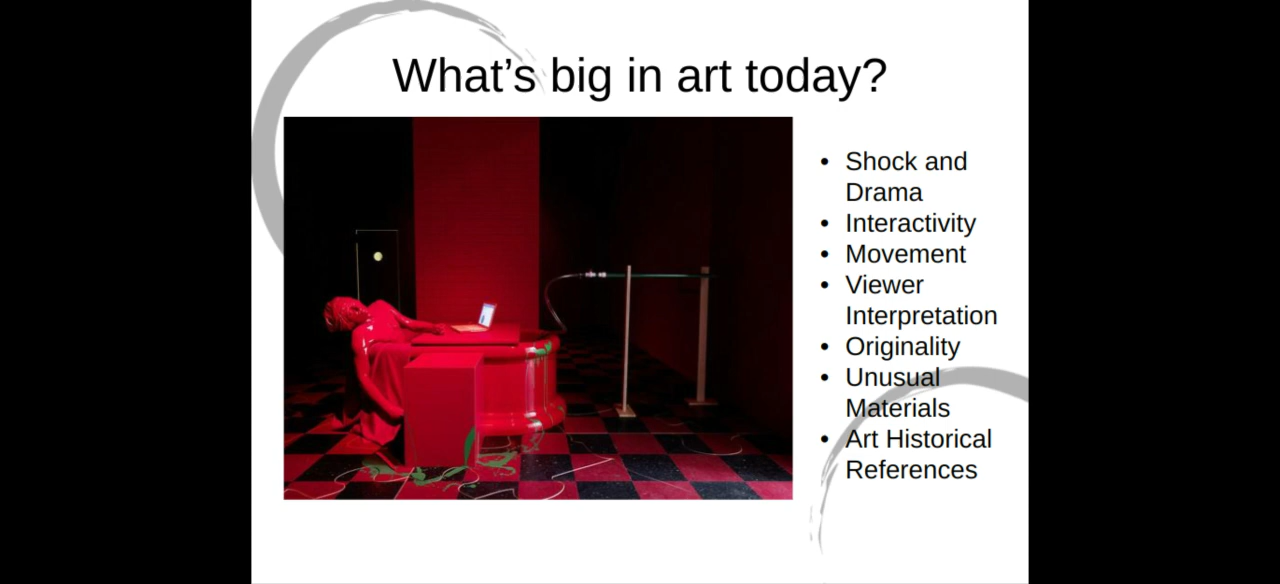 What’s big in art today?
• Shock and
Drama
• Interactivity
• Movement
• Viewer
Interpretation
• Originality
• Unusual
Materials
• Art Historical
References